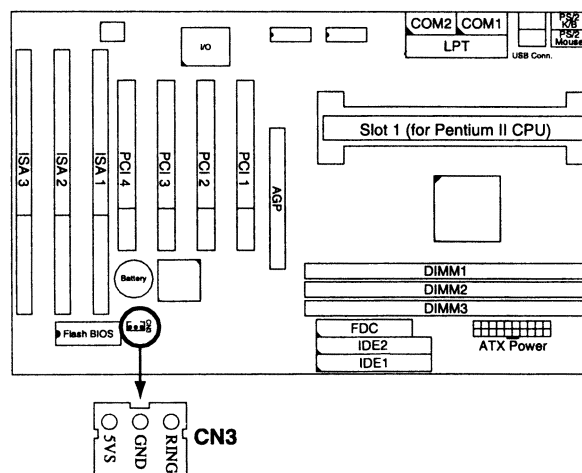 COM2
COM1
LPT
PS/2
K/B
PS/2
Mouse
USB Conn.
I/O
Slot 1 (for Pentium II CPU)
ISA 3
ISA 2
ISA 1
PCI 4
PCI 3
PCI 2
PCI 1
AGP
Battery
DIMM1
DIMM2
DIMM3
Flash BIOS
CN3
FDC
IDE2
IDE1
ATX Power
5VS
GND
RING
CN3